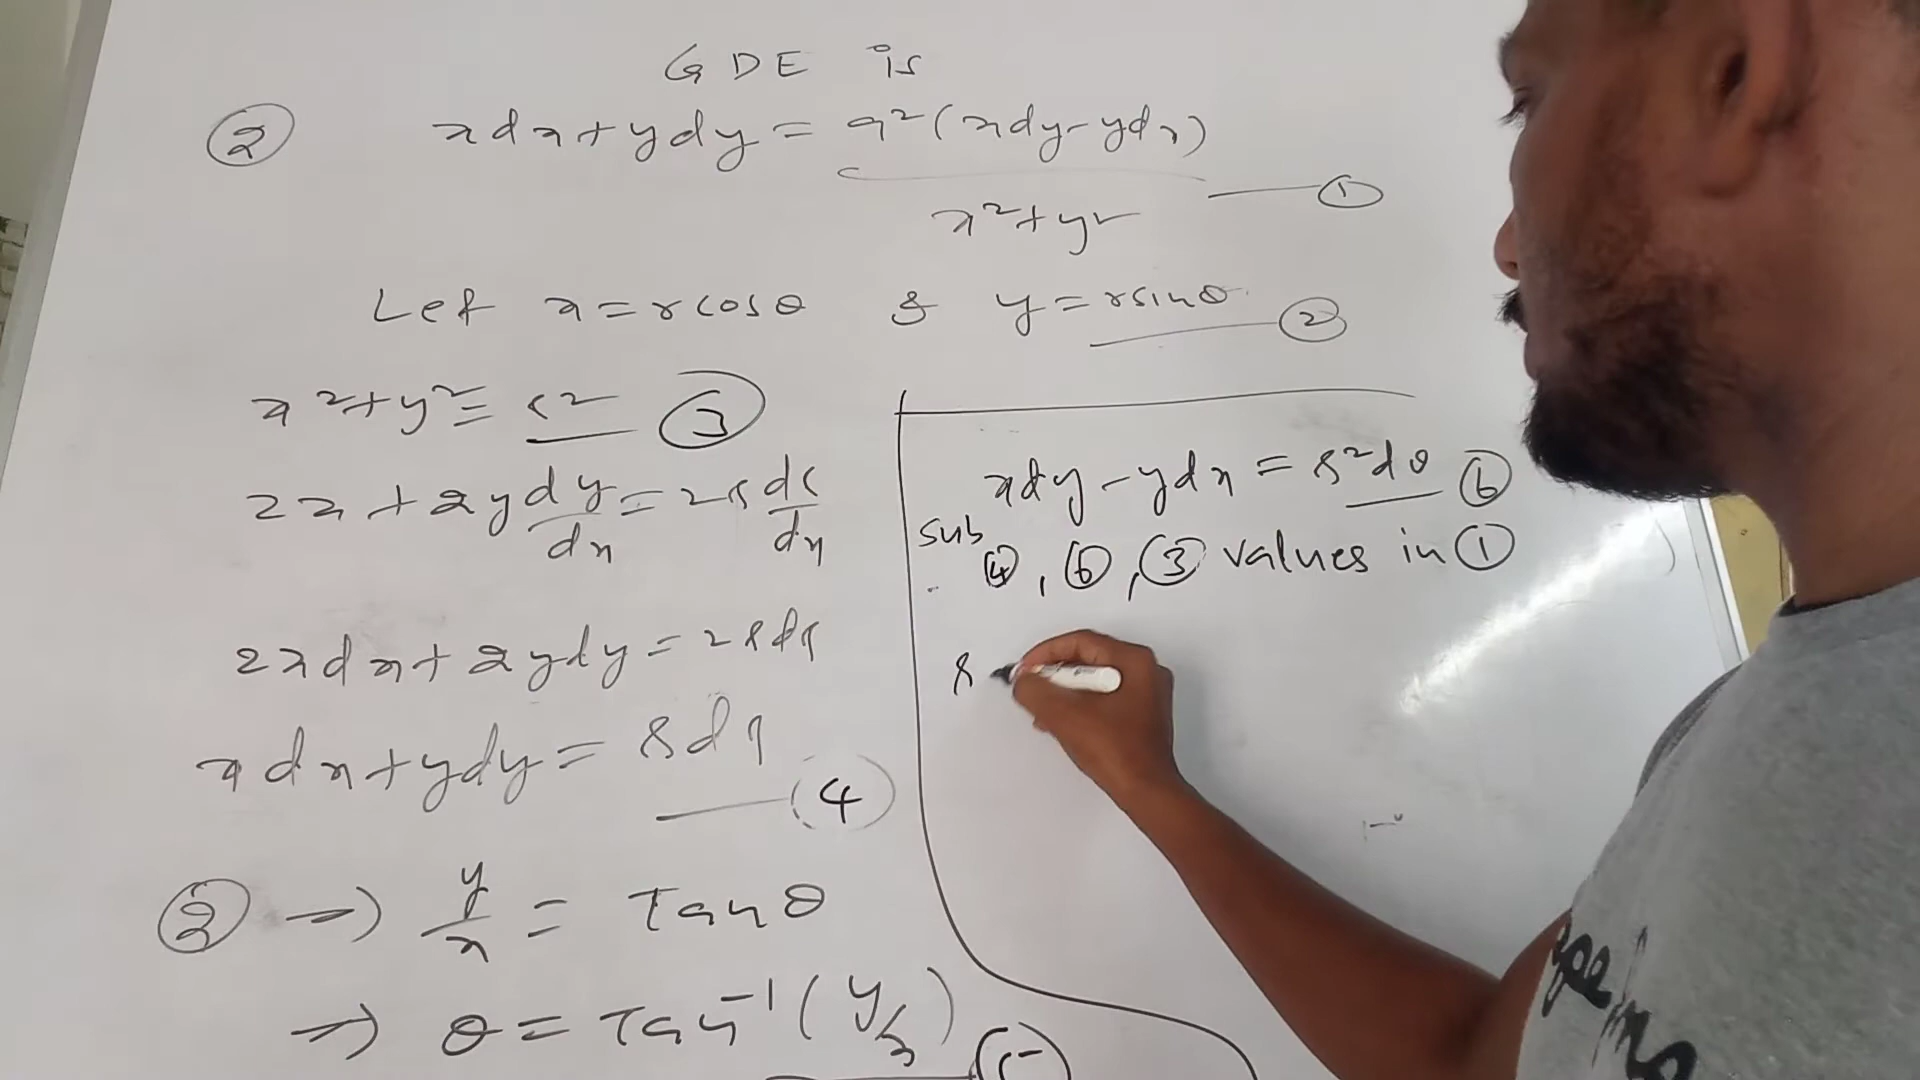 GDE is
② xdx+ydy = a²(xdy-ydx)
x²+y² —①
Let x=rcosθ & y=rsinθ —②
x²+y²=r² ③
2x+2y dy/dx = 2r dr/dx
2xdx+2ydy=2rdr
xdx+ydy=rdr —④
② ⇒ y/x = Tanθ
⇒ θ = Tan⁻¹(y/x) ⑤
xdy-ydx = r²dθ ⑥
sub ④, ⑥, ③ values in ①
r